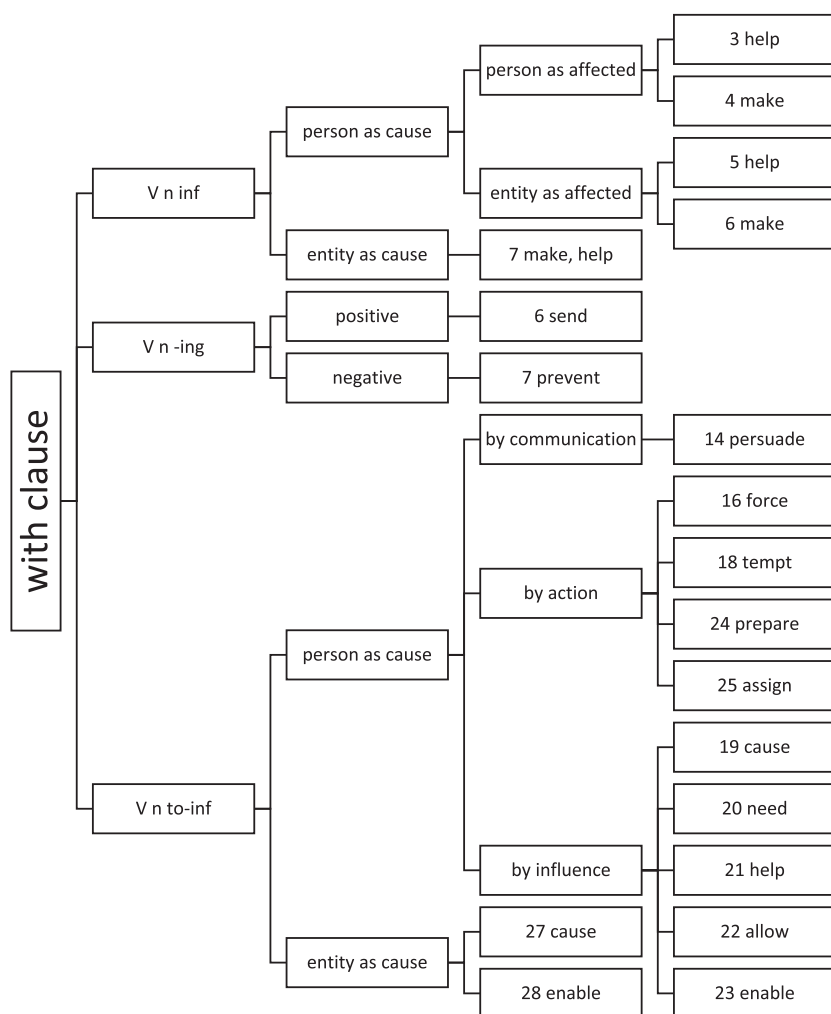 with clause
V n inf
person as cause
person as affected
3 help
4 make
entity as affected
5 help
6 make
entity as cause
7 make, help
V n -ing
positive
6 send
negative
7 prevent
V n to-inf
person as cause
by communication
14 persuade
by action
16 force
18 tempt
24 prepare
25 assign
by influence
19 cause
20 need
21 help
22 allow
23 enable
entity as cause
27 cause
28 enable